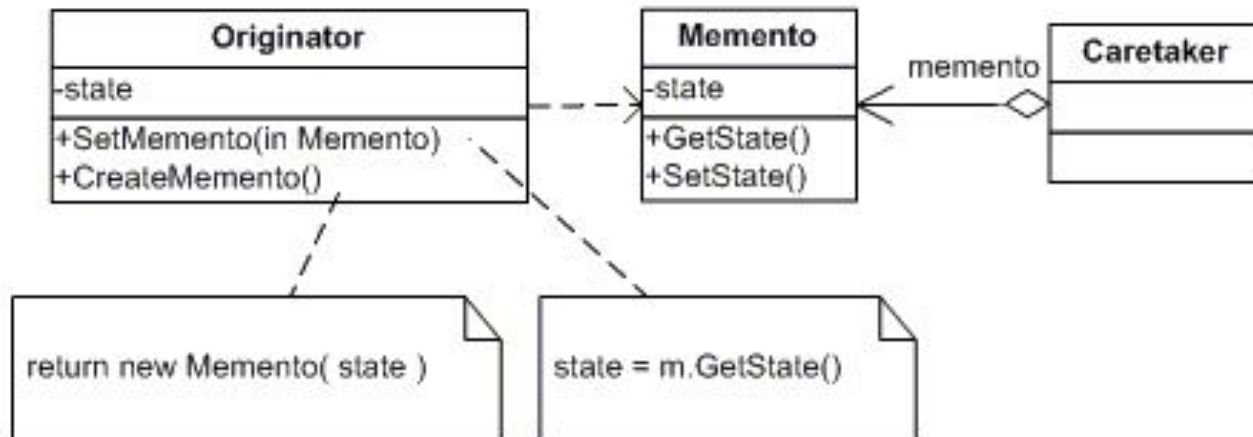 Originator
-state
+SetMemento(in Memento)
+CreateMemento()
Memento
-state
+GetState()
+SetState()
memento
Caretaker
return new Memento( state )
state = m.GetState()